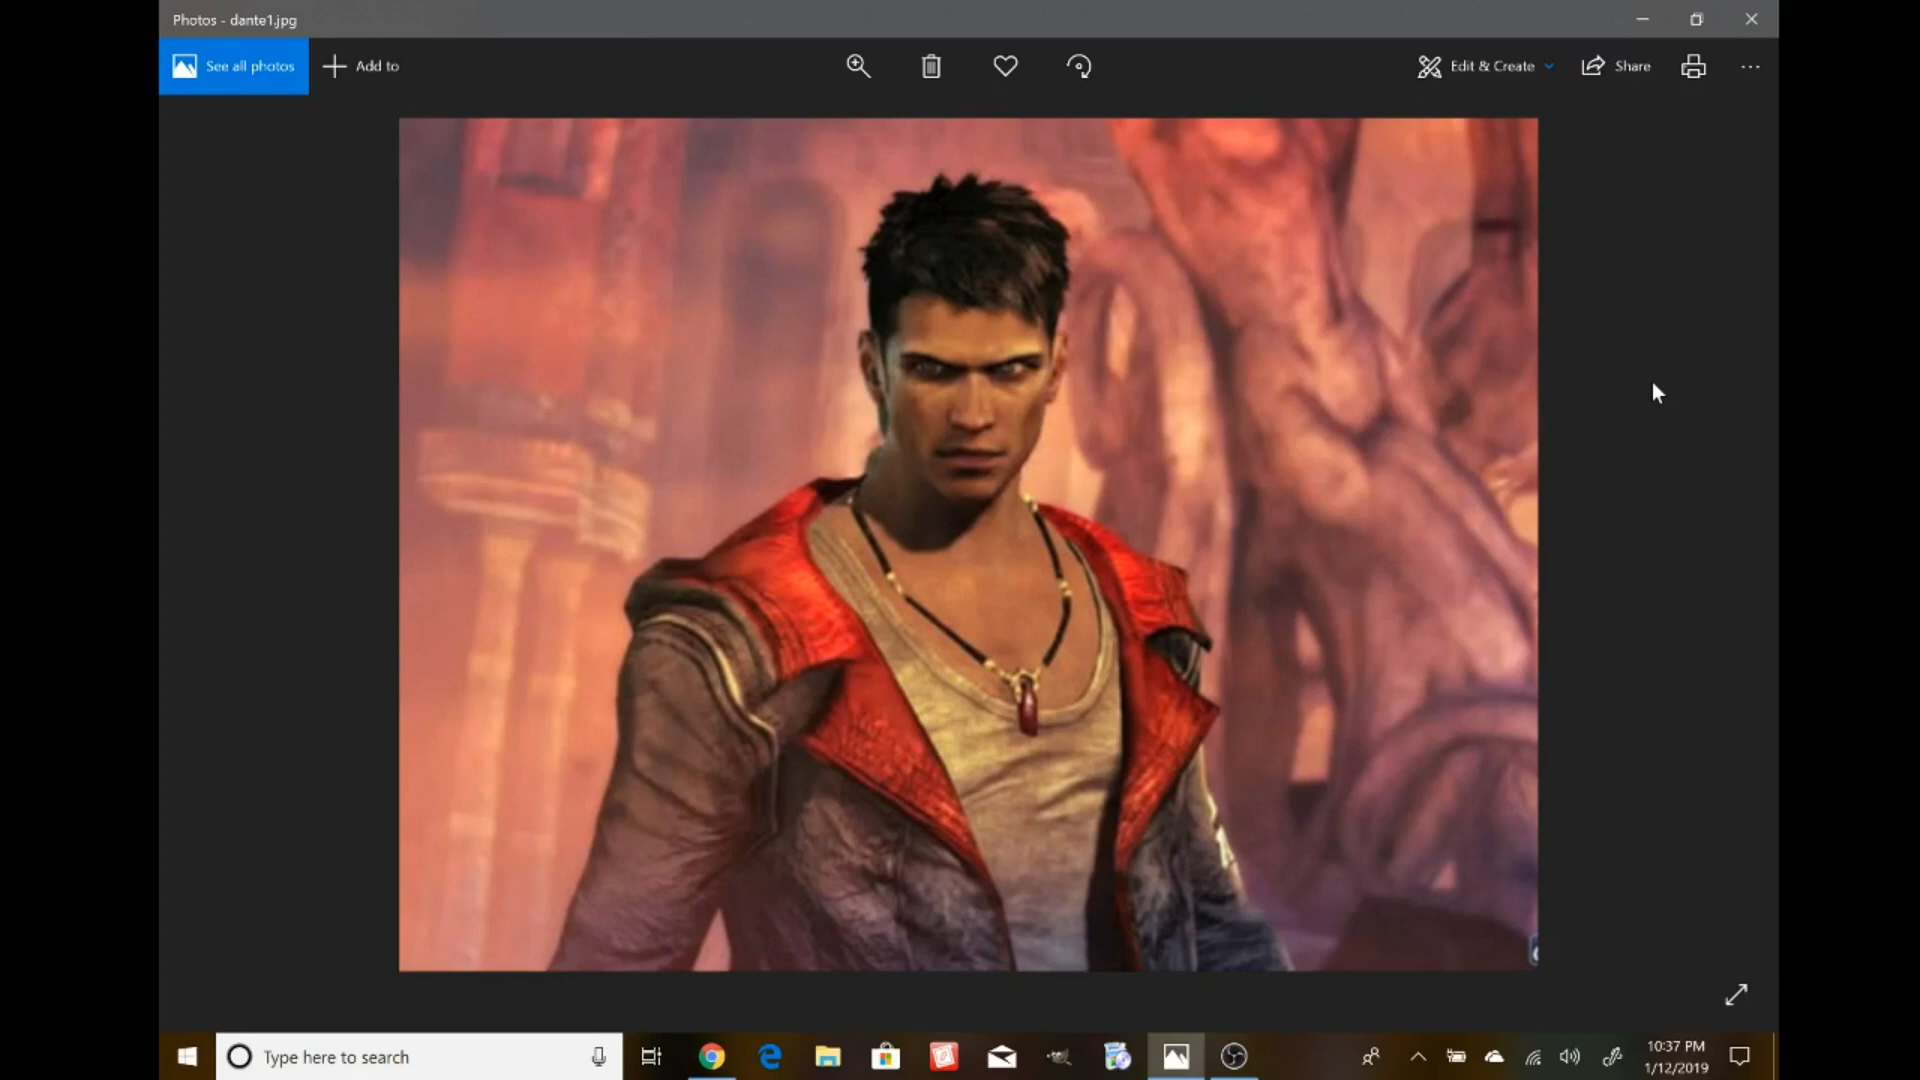 Photos - dante1.jpg
See all photos
Add to
Edit & Create
Share
Type here to search
10:37 PM
1/12/2019